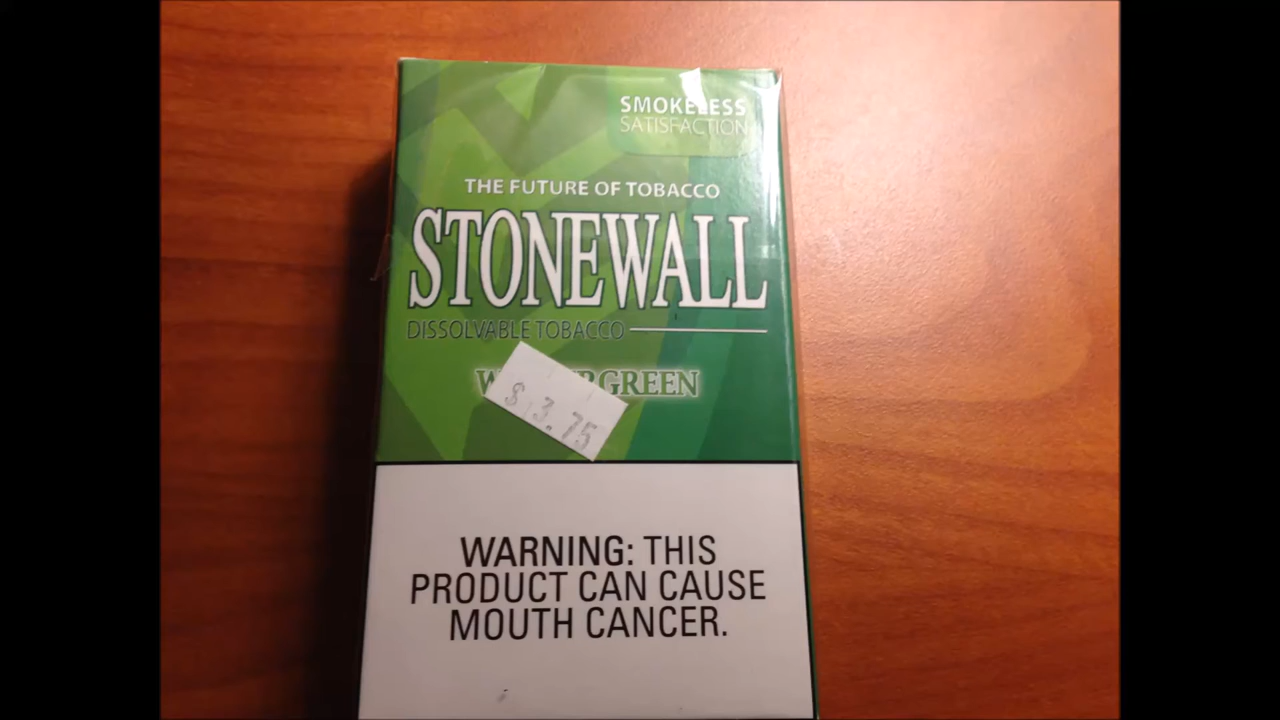 SMOKELESS
SATISFACTION
THE FUTURE OF TOBACCO
STONEWALL
DISSOLVABLE TOBACCO
$ 3.75
WARNING: THIS
PRODUCT CAN CAUSE
MOUTH CANCER.